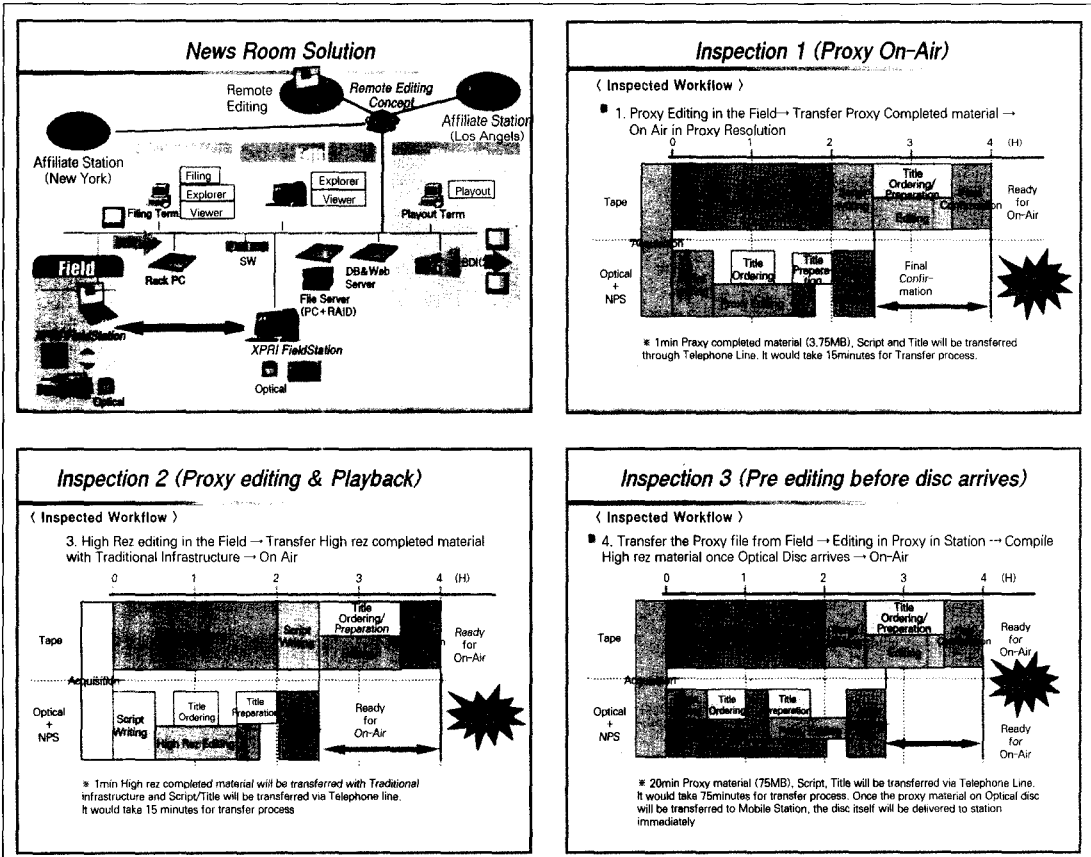 News Room Solution
Remote
Editing
Remote Editing
Concept
Affiliate Station
(Los Angels)
Affiliate Station
(New York)
Filing
Explorer
Viewer
Explorer
Viewer
Playout
Filing Term
Playout Term
SW
Rack PC
DB&Web
Server
File Server
(PC+RAID)
Field
XPRI FieldStation
XPRI FieldStation
Optical
Optical
Inspection 1 (Proxy On-Air)
〈 Inspected Workflow 〉
1. Proxy Editing in the Field→ Transfer Proxy Completed material →
On Air in Proxy Resolution
0 1 2 3 4 (H)
Tape
Title
Ordering/
Preparation
Editing
Ready
for
On-Air
Optical
+
NPS
Title
Ordering
Title
Prepara-
tion
Final
Confir-
mation
※ 1min Praxy completed material (3.75MB), Script and Title will be transferred
through Telephone Line. It would take 15minutes for Transfer process.
Inspection 2 (Proxy editing & Playback)
〈 Inspected Workflow 〉
3. High Rez editing in the Field → Transfer High rez completed material
with Traditional Infrastructure → On Air
0 1 2 3 4 (H)
Tape
Script
Writing
Title
Ordering/
Preparation
Ready
for
On-Air
Acquisition
Optical
+
NPS
Script
Writing
Title
Ordering
Title
Preparation
High Rez Editing
Ready
for
On-Air
※ 1min High rez completed material will be transferred with Traditional
infrastructure and Script/Title will be transferred via Telephone line.
It would take 15 minutes for transfer process
Inspection 3 (Pre editing before disc arrives)
〈 Inspected Workflow 〉
4. Transfer the Proxy file from Field → Editing in Proxy in Station → Compile
High rez material once Optical Disc arrives → On-Air
0 1 2 3 4 (H)
Tape
Title
Ordering/
Preparation
Editing
Ready
for
On-Air
Acquisition
Optical
+
NPS
Title
Ordering
Title
Preparation
Ready
for
On-Air
※ 20min Proxy material (75MB), Script, Title will be transferred via Telephone Line.
It would take 75minutes for transfer process. Once the proxy material on Optical disc
will be transferred to Mobile Station, the disc itself will be delivered to station
immediately